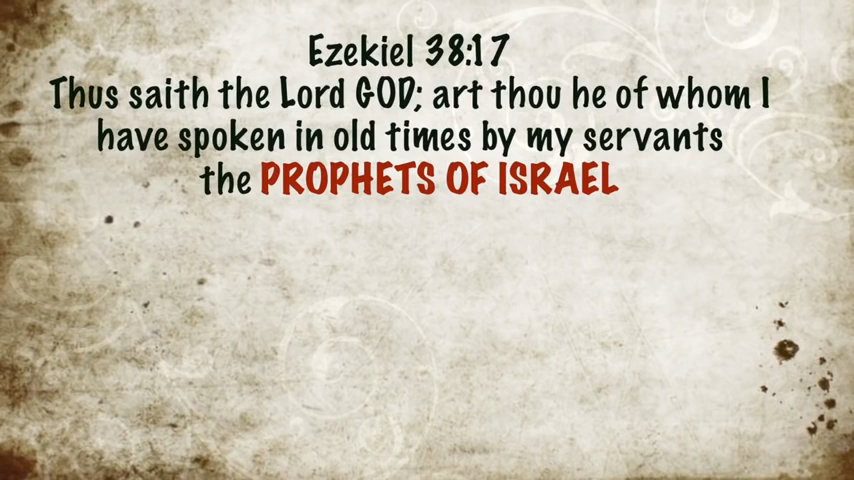 Ezekiel 38:17
Thus saith the Lord GOD; art thou he of whom I
have spoken in old times by my servants
the PROPHETS OF ISRAEL